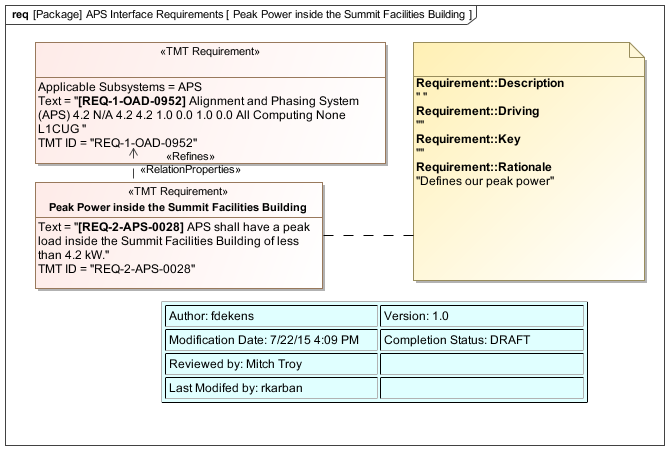 req [Package] APS Interface Requirements [ Peak Power inside the Summit Facilities Building ]
«TMT Requirement»
Applicable Subsystems = APS
Text = "[REQ-1-OAD-0952] Alignment and Phasing System
(APS) 4.2 N/A 4.2 4.2 1.0 0.0 1.0 0.0 All Computing None
L1CUG "
TMT ID = "REQ-1-OAD-0952"
«Refines»
«RelationProperties»
«TMT Requirement»
Peak Power inside the Summit Facilities Building
Text = "[REQ-2-APS-0028] APS shall have a peak
load inside the Summit Facilities Building of less
than 4.2 kW."
TMT ID = "REQ-2-APS-0028"
Requirement::Description
" "
Requirement::Driving
""
Requirement::Key
""
Requirement::Rationale
"Defines our peak power"
Author: fdekens
Version: 1.0
Modification Date: 7/22/15 4:09 PM
Completion Status: DRAFT
Reviewed by: Mitch Troy
Last Modifed by: rkarban